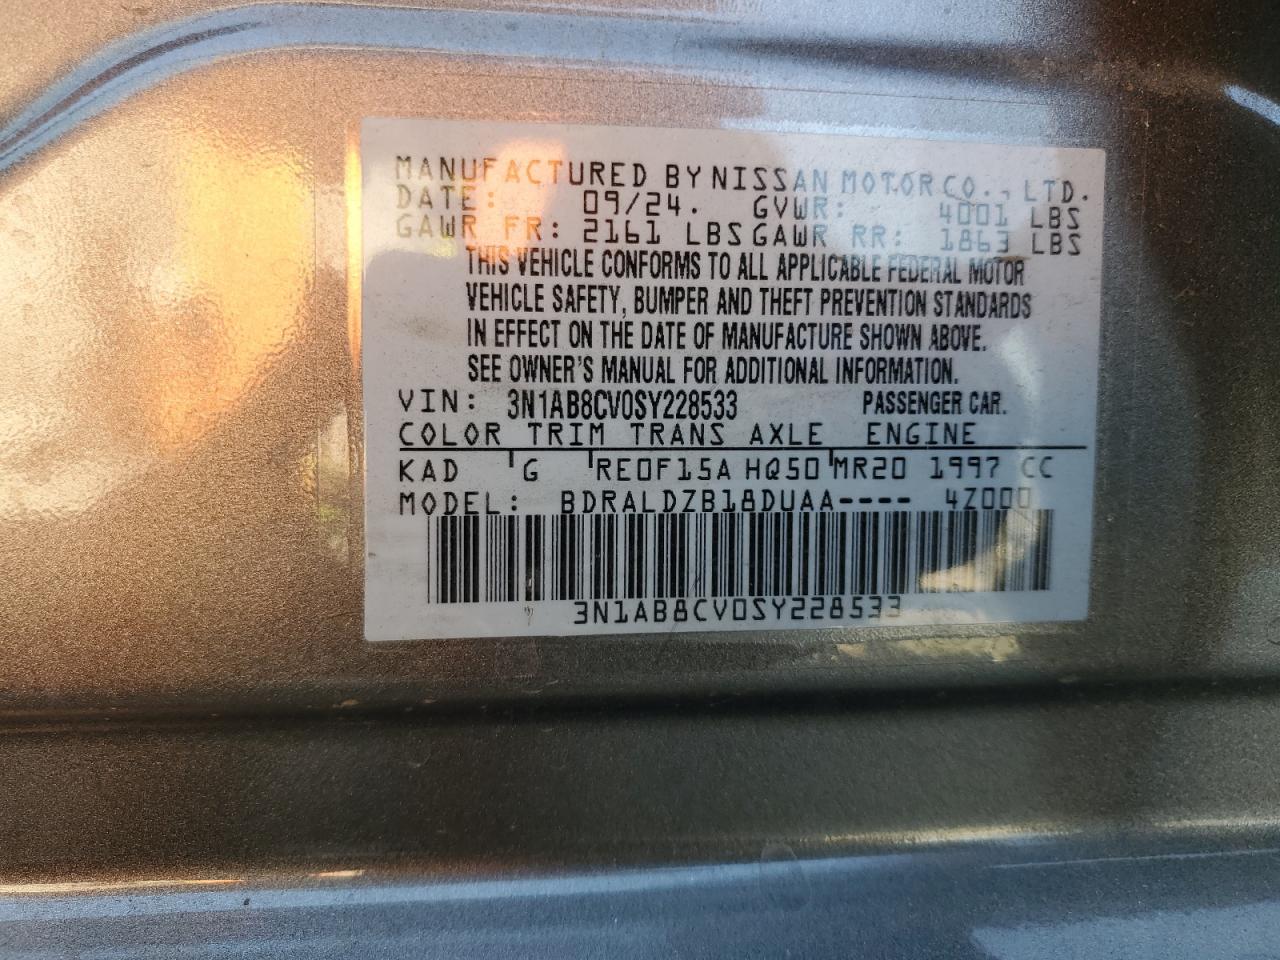 MANUFACTURED BY NISSAN MOTOR CO., LTD.
DATE: 09/24. GVWR: 4001 LBS
GAWR FR: 2161 LBS GAWR RR: 1863 LBS
THIS VEHICLE CONFORMS TO ALL APPLICABLE FEDERAL MOTOR
VEHICLE SAFETY, BUMPER AND THEFT PREVENTION STANDARDS
IN EFFECT ON THE DATE OF MANUFACTURE SHOWN ABOVE.
SEE OWNER'S MANUAL FOR ADDITIONAL INFORMATION.
VIN: 3N1AB8CV0SY228533 PASSENGER CAR.
COLOR TRIM TRANS AXLE ENGINE
KAD G RE0F15A HQ50 MR20 1997 CC
MODEL: BDRALDZB18DUAA---- 4Z000
3N1AB8CV0SY228533